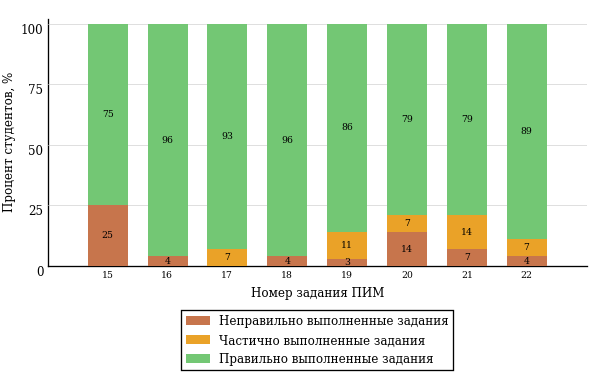 Процент студентов, %
100
75
50
25
0
75 96 93 96 86 79 79 89
11 7 14 7
25 4 7 4 3 14 7 4
15 16 17 18 19 20 21 22
Номер задания ПИМ
Неправильно выполненные задания
Частично выполненные задания
Правильно выполненные задания